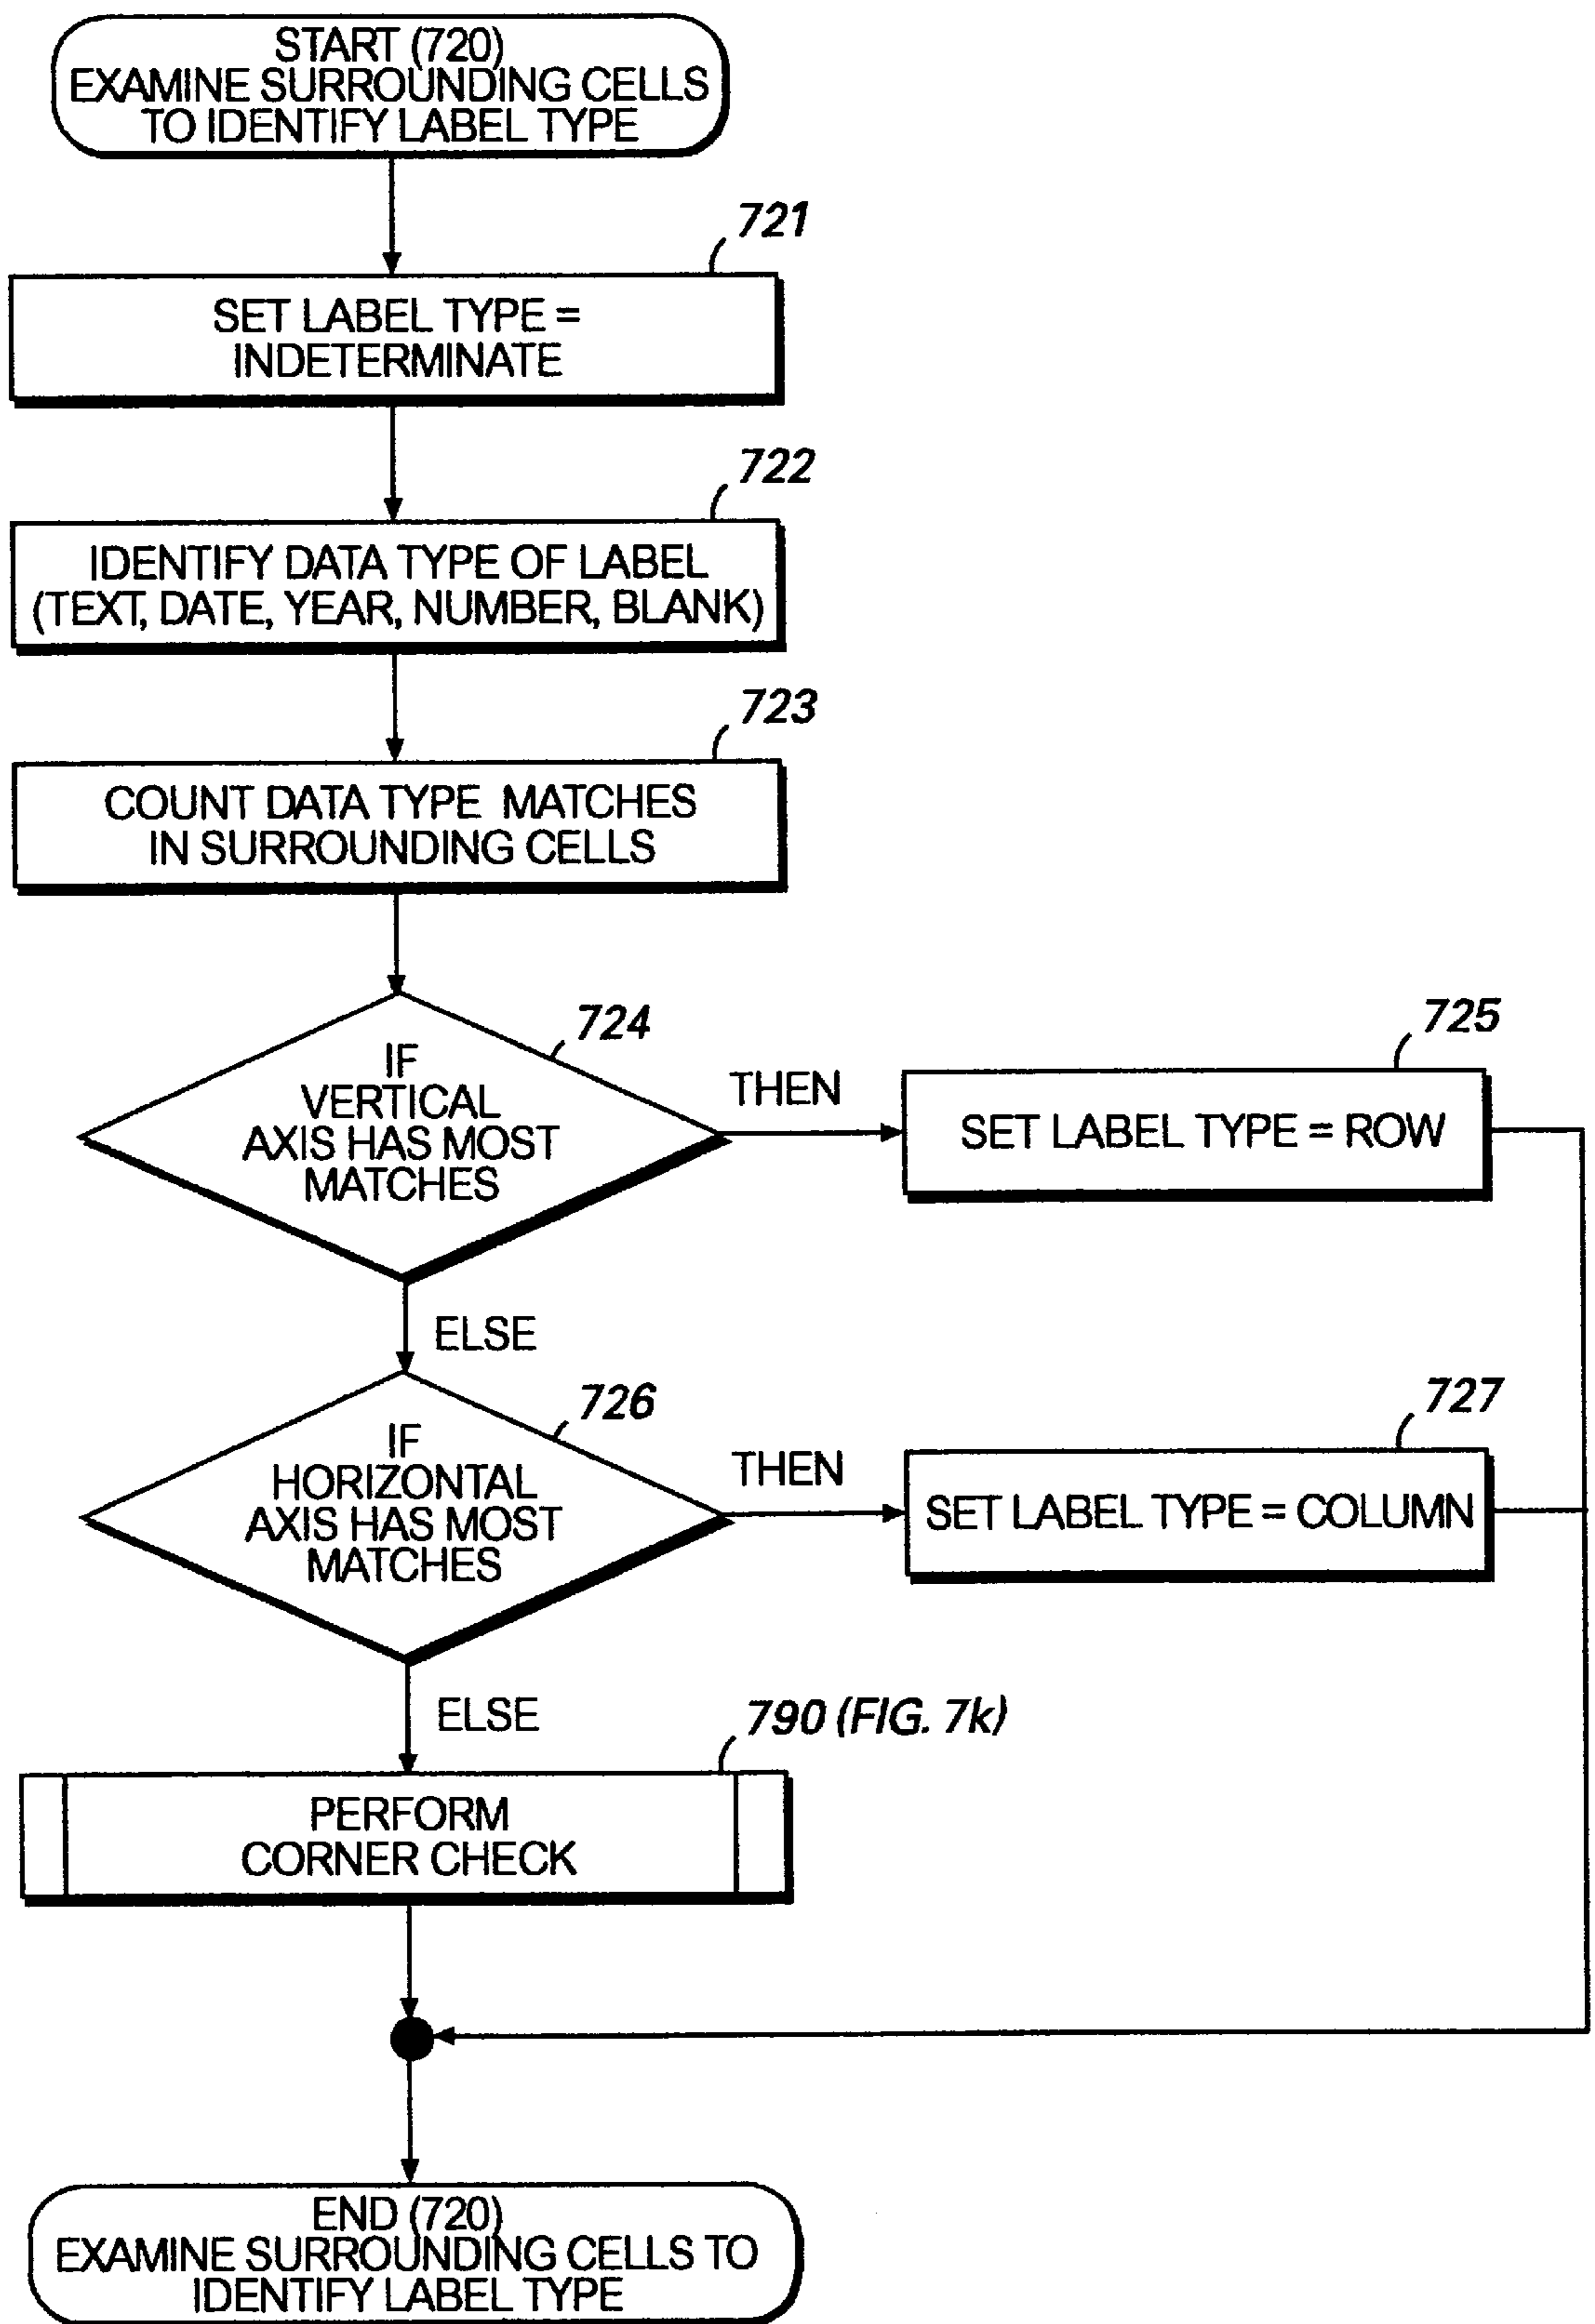 START (720)
EXAMINE SURROUNDING CELLS
TO IDENTIFY LABEL TYPE
721
SET LABEL TYPE =
INDETERMINATE
722
IDENTIFY DATA TYPE OF LABEL
(TEXT, DATE, YEAR, NUMBER, BLANK)
723
COUNT DATA TYPE MATCHES
IN SURROUNDING CELLS
724
IF
VERTICAL
AXIS HAS MOST
MATCHES
THEN
725
SET LABEL TYPE = ROW
ELSE
726
IF
HORIZONTAL
AXIS HAS MOST
MATCHES
THEN
727
SET LABEL TYPE = COLUMN
ELSE
790 (FIG. 7k)
PERFORM
CORNER CHECK
END (720)
EXAMINE SURROUNDING CELLS TO
IDENTIFY LABEL TYPE